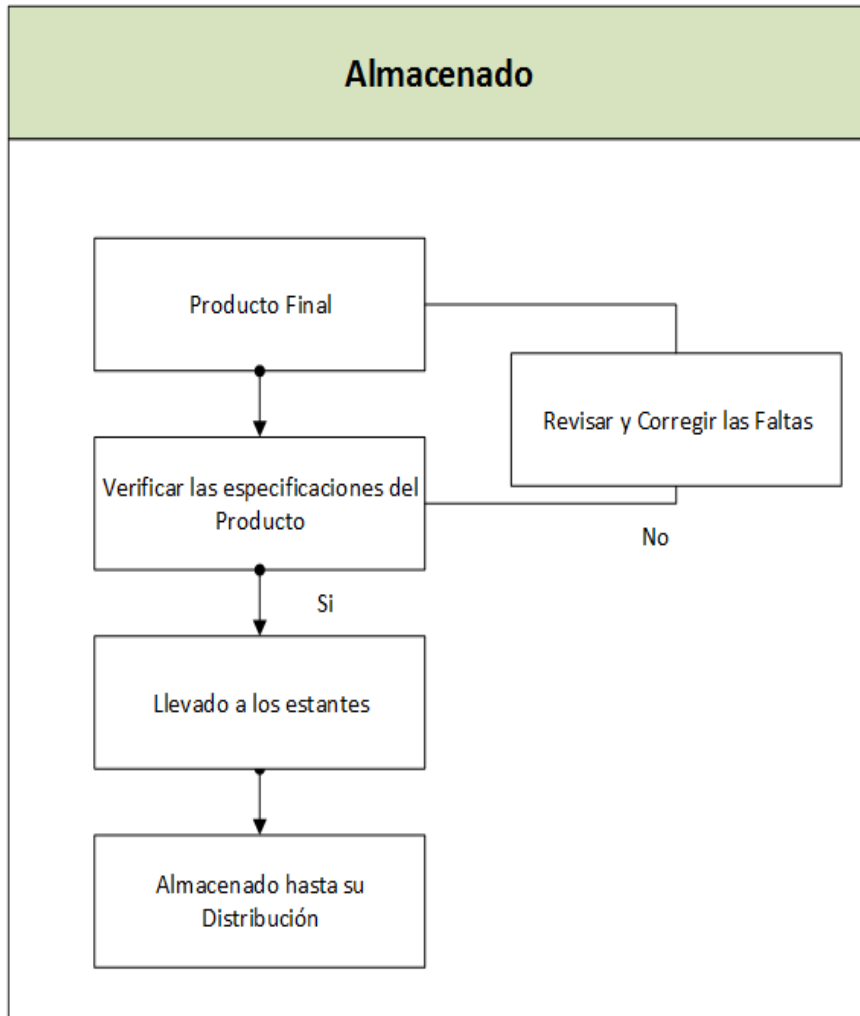 Almacenado
Producto Final
Revisar y Corregir las Faltas
Verificar las especificaciones del
Producto
No
Si
Llevado a los estantes
Almacenado hasta su
Distribución